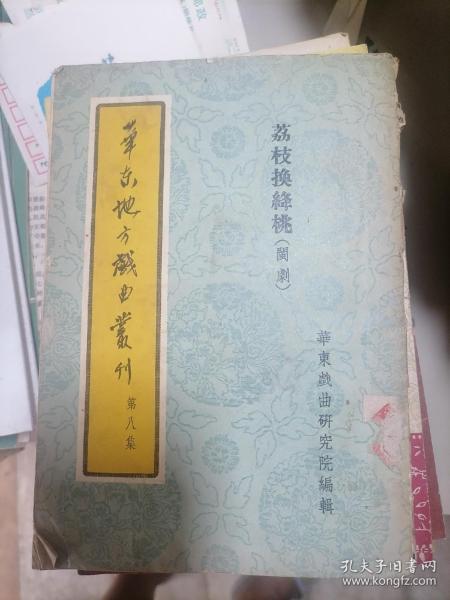 華东地方戲曲叢刊
第八集
荔枝換絳桃
(閩劇)
華東戲曲研究院編輯
孔夫子旧书网
www.kongfz.com